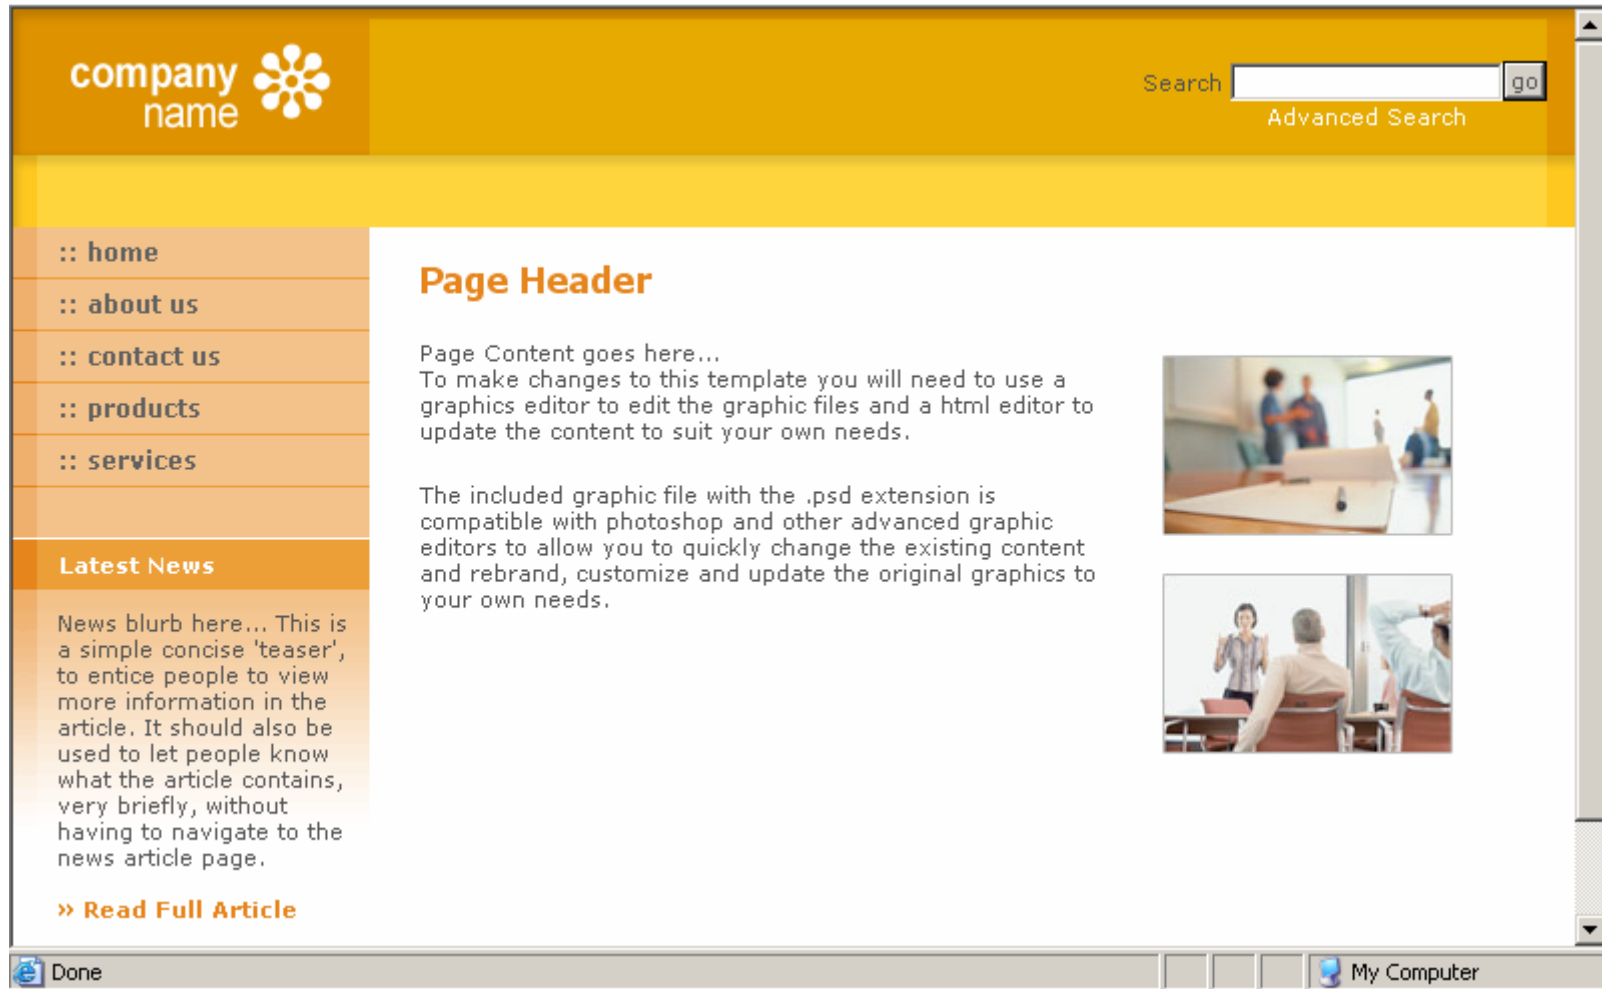 company
name
Search
go
Advanced Search
:: home
:: about us
:: contact us
:: products
:: services
Latest News
News blurb here... This is
a simple concise 'teaser',
to entice people to view
more information in the
article. It should also be
used to let people know
what the article contains,
very briefly, without
having to navigate to the
news article page.
» Read Full Article
Page Header
Page Content goes here...
To make changes to this template you will need to use a
graphics editor to edit the graphic files and a html editor to
update the content to suit your own needs.
The included graphic file with the .psd extension is
compatible with photoshop and other advanced graphic
editors to allow you to quickly change the existing content
and rebrand, customize and update the original graphics to
your own needs.
Done
My Computer